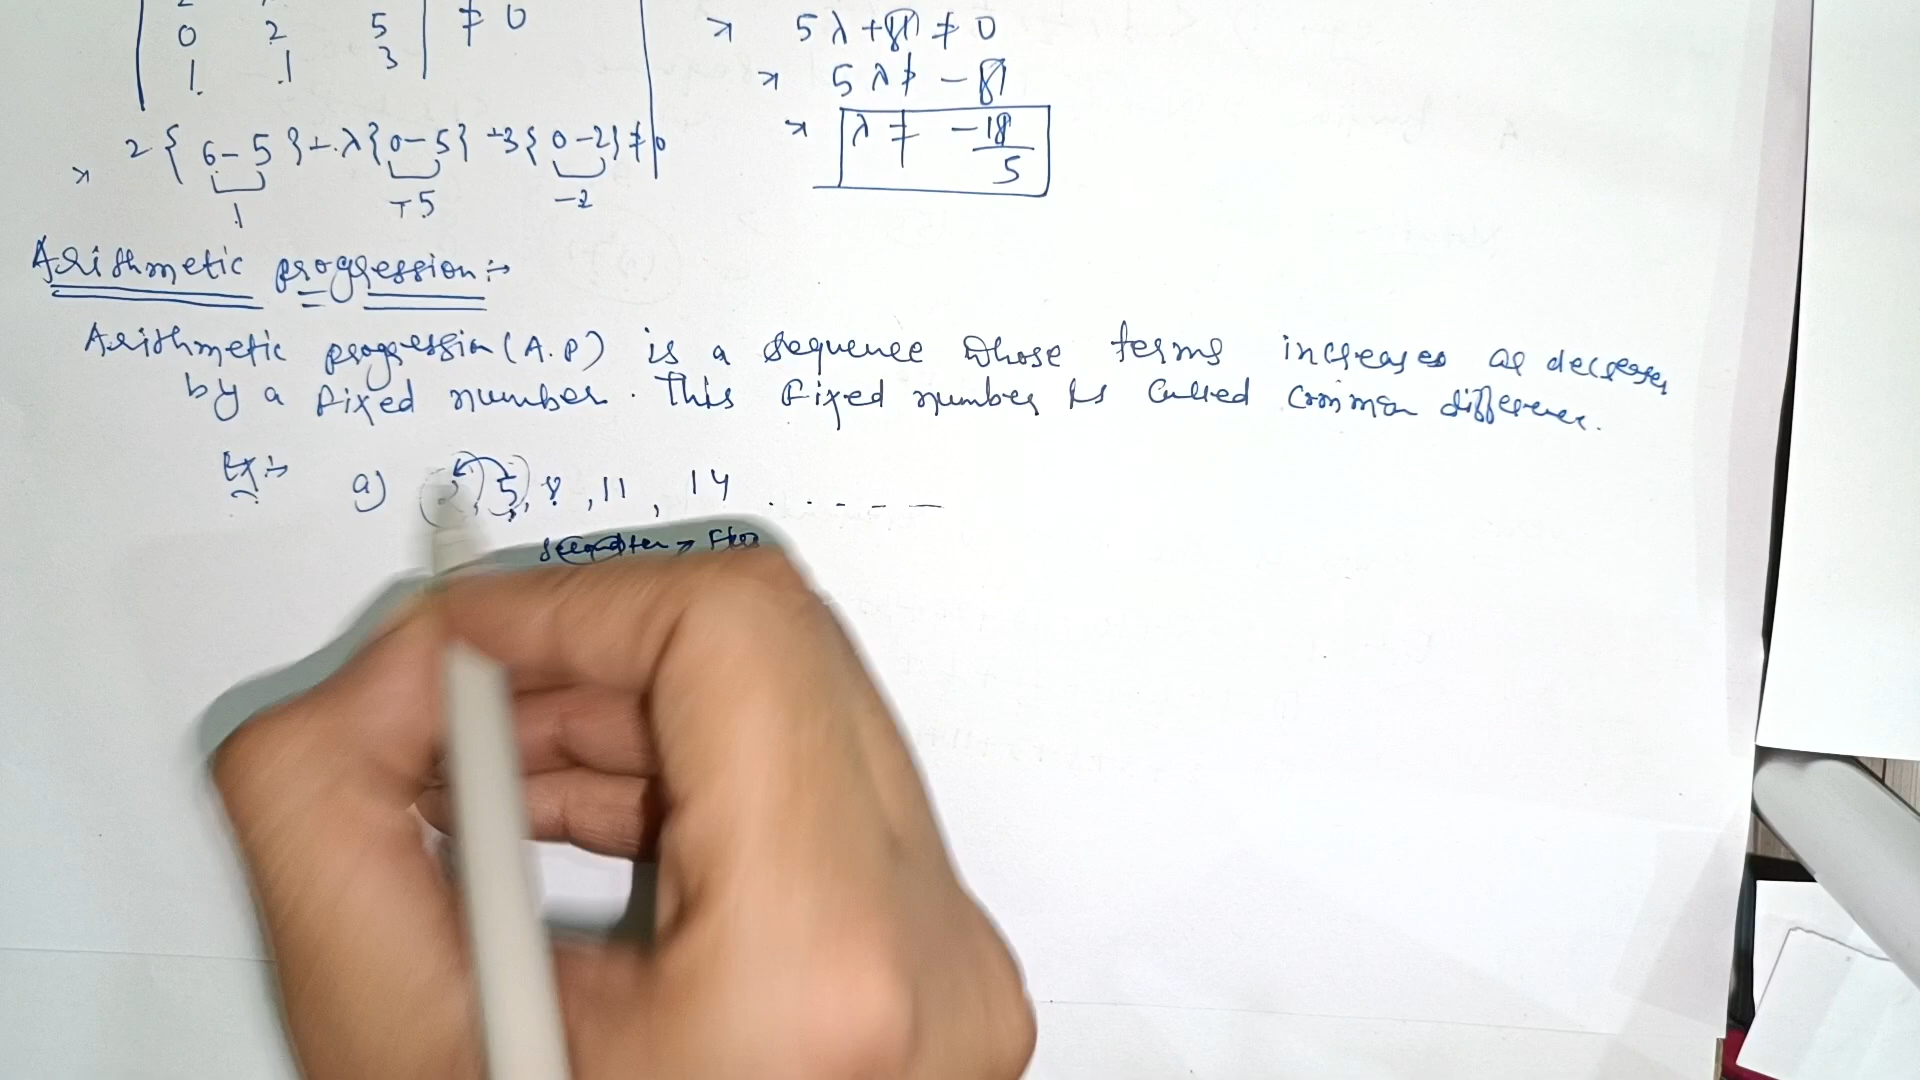 0 2 5 | ≠ 0
1. .1 3
2 { 6 – 5 } – λ { 0 – 5 } + 3 { 0 – 2 } ≠ 0
1 –5 –2
5 λ + 18 ≠ 0
5 λ ≠ – 18
λ ≠ –18/5
Arithmetic progression :-
Arithmetic progression (A.P) is a sequence whose terms increases or decreases
by a fixed number. This fixed number is called common difference.
Ex:- a) 2, 5, 8, 11, 14 . . . . – – –